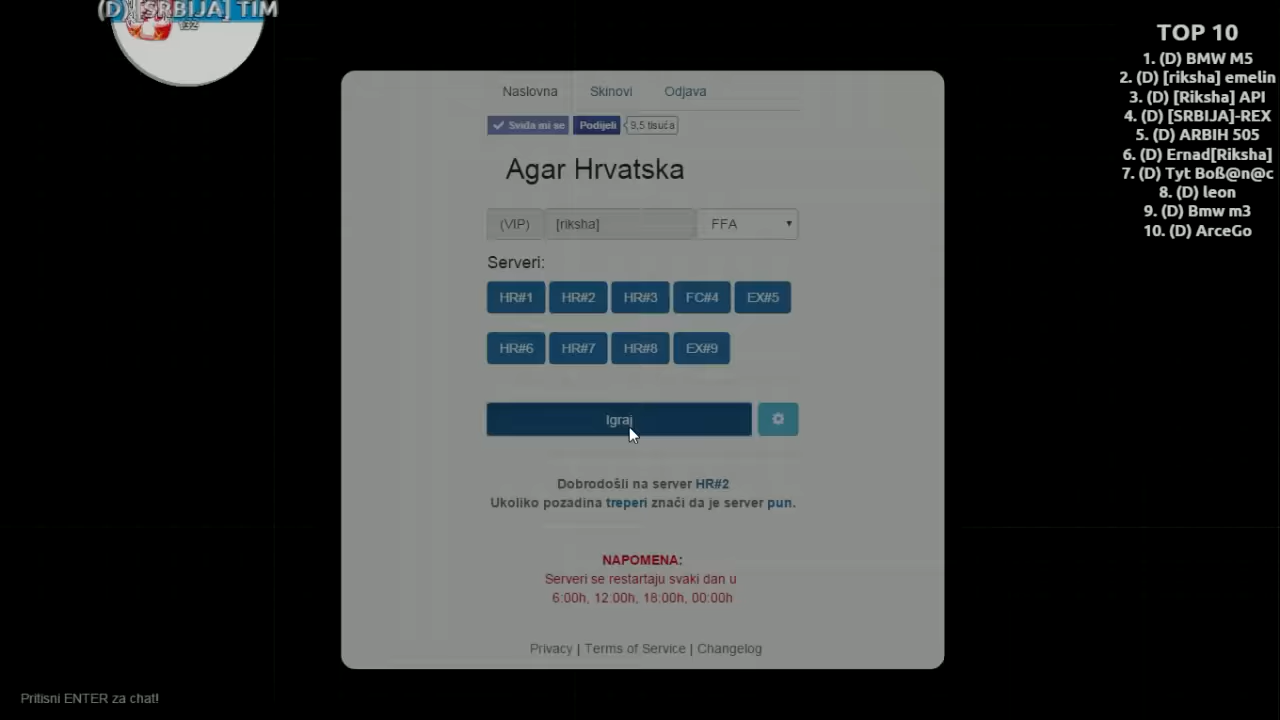 (D) [SRBIJA] TIM
132
TOP 10
1. (D) BMW M5
2. (D) [riksha] emelin
3. (D) [Riksha] API
4. (D) [SRBIJA]-REX
5. (D) ARBIH 505
6. (D) Ernad[Riksha]
7. (D) Tyt Boß@n@c
8. (D) leon
9. (D) Bmw m3
10. (D) ArceGo
Naslovna Skinovi Odjava
Sviđa mi se Podijeli 9,5 tisuća
Agar Hrvatska
(VIP) [riksha] FFA
Serveri:
HR#1 HR#2 HR#3 FC#4 EX#5
HR#6 HR#7 HR#8 EX#9
Igraj
Dobrodošli na server HR#2
Ukoliko pozadina treperi znači da je server pun.
NAPOMENA:
Serveri se restartaju svaki dan u
6:00h, 12:00h, 18:00h, 00:00h
Privacy | Terms of Service | Changelog
Pritisni ENTER za chat!